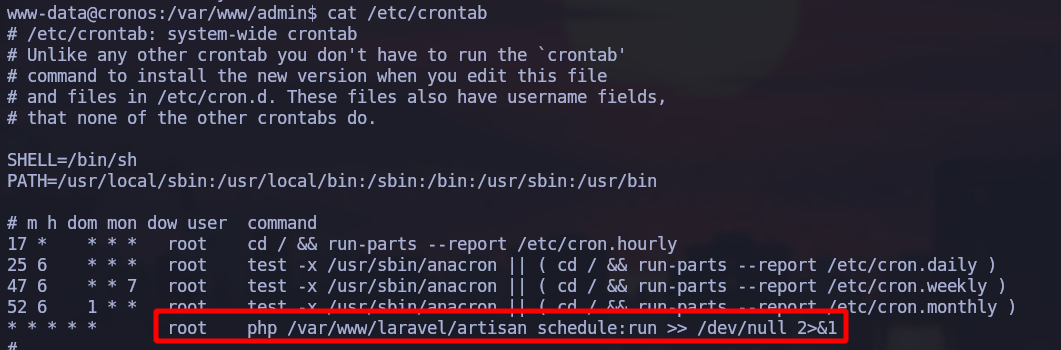 www-data@cronos:/var/www/admin$ cat /etc/crontab
# /etc/crontab: system-wide crontab
# Unlike any other crontab you don't have to run the `crontab'
# command to install the new version when you edit this file
# and files in /etc/cron.d. These files also have username fields,
# that none of the other crontabs do.

SHELL=/bin/sh
PATH=/usr/local/sbin:/usr/local/bin:/sbin:/bin:/usr/sbin:/usr/bin

# m h dom mon dow user  command
17 *    * * *   root    cd / && run-parts --report /etc/cron.hourly
25 6    * * *   root    test -x /usr/sbin/anacron || ( cd / && run-parts --report /etc/cron.daily )
47 6    * * 7   root    test -x /usr/sbin/anacron || ( cd / && run-parts --report /etc/cron.weekly )
52 6    1 * *   root    test -x /usr/sbin/anacron || ( cd / && run-parts --report /etc/cron.monthly )
* * * * *       root    php /var/www/laravel/artisan schedule:run >> /dev/null 2>&1
#